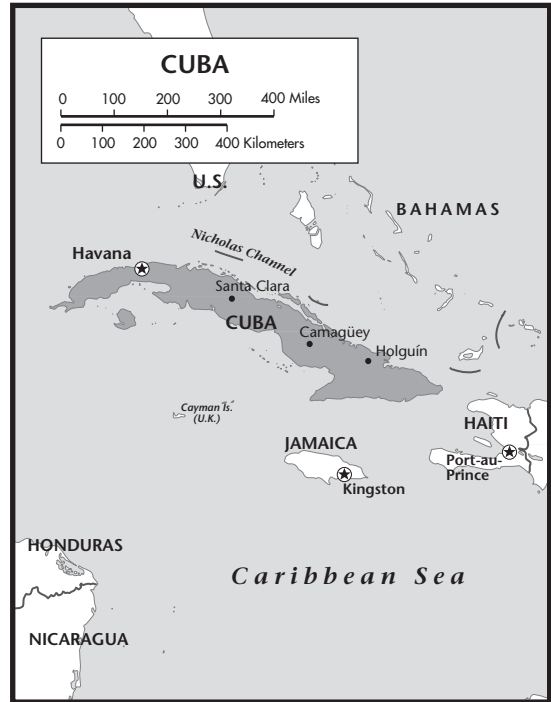 CUBA
0 100 200 300 400 Miles
0 100 200 300 400 Kilometers
U.S.
BAHAMAS
Nicholas Channel
Havana
Santa Clara
CUBA
Camagüey
Holguín
Cayman Is.
(U.K.)
HAITI
JAMAICA
Port-au-
Prince
Kingston
HONDURAS
Caribbean Sea
NICARAGUA